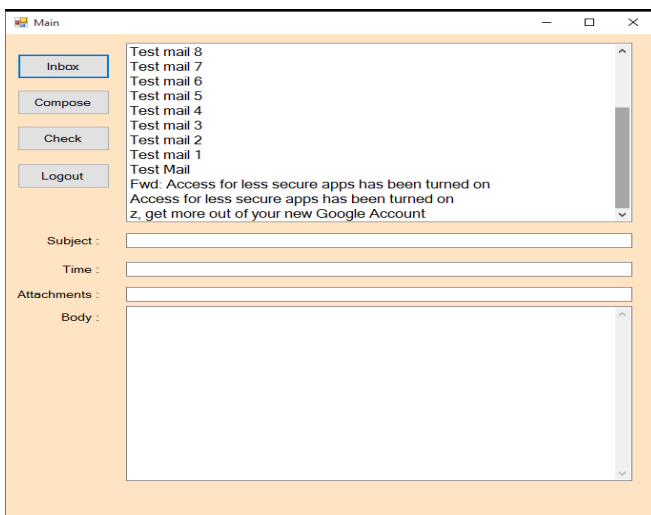 Main
Inbox
Compose
Check
Logout
Test mail 8
Test mail 7
Test mail 6
Test mail 5
Test mail 4
Test mail 3
Test mail 2
Test mail 1
Test Mail
Fwd: Access for less secure apps has been turned on
Access for less secure apps has been turned on
z, get more out of your new Google Account
Subject :
Time :
Attachments :
Body :